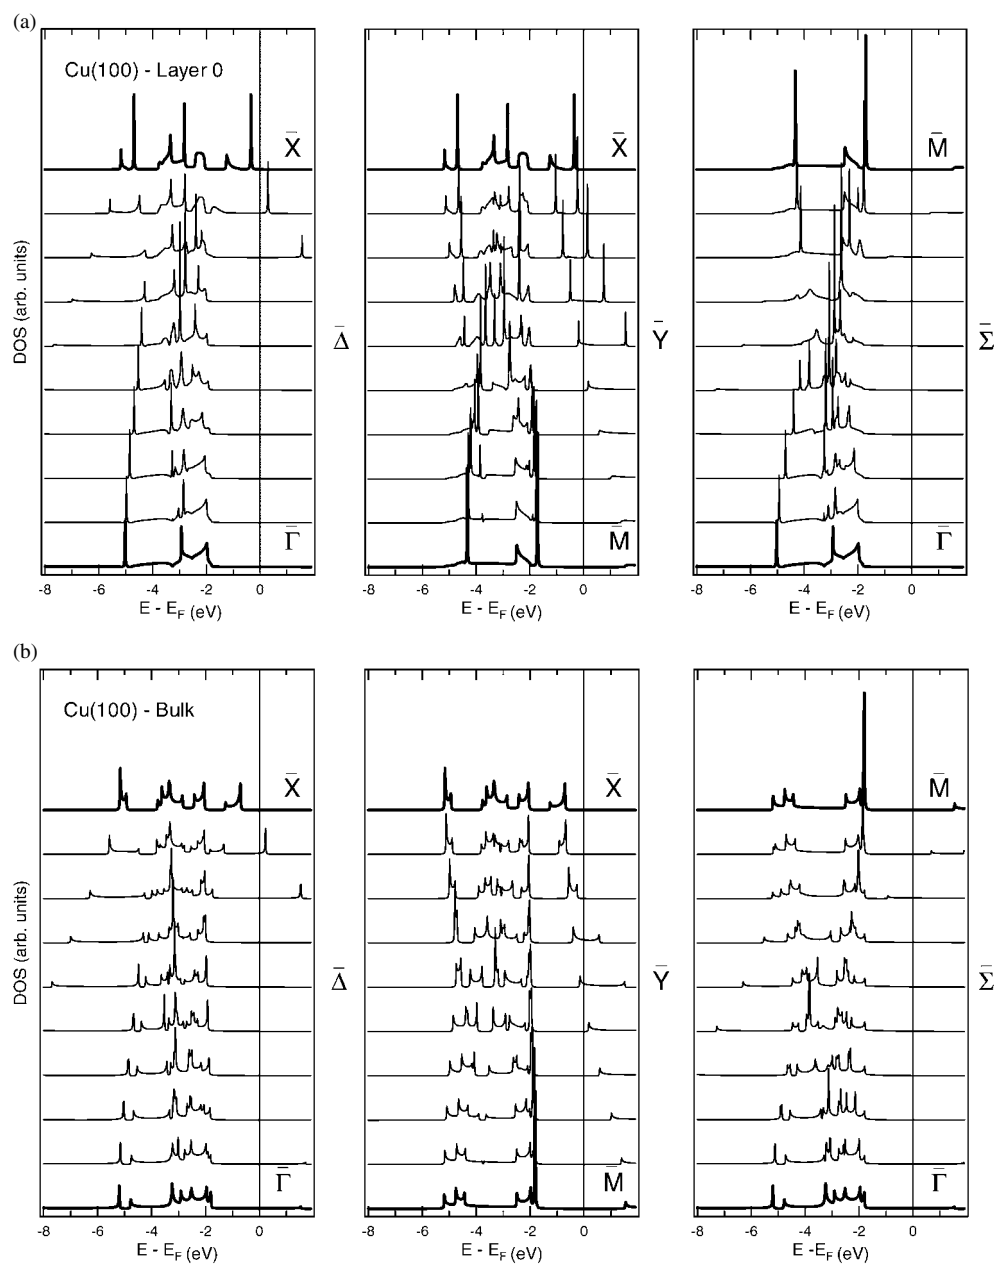 (a)
Cu(100) - Layer 0
X̄
X̄
M̄
DOS (arb. units)
Δ̄
Ȳ
Σ̄
Γ̄
M̄
Γ̄
-8 -6 -4 -2 0
-8 -6 -4 -2 0
-8 -6 -4 -2 0
E - E_F (eV)
E - E_F (eV)
E - E_F (eV)
(b)
Cu(100) - Bulk
X̄
X̄
M̄
DOS (arb. units)
Δ̄
Ȳ
Σ̄
Γ̄
M̄
Γ̄
-8 -6 -4 -2 0
-8 -6 -4 -2 0
-8 -6 -4 -2 0
E - E_F (eV)
E - E_F (eV)
E -E_F (eV)